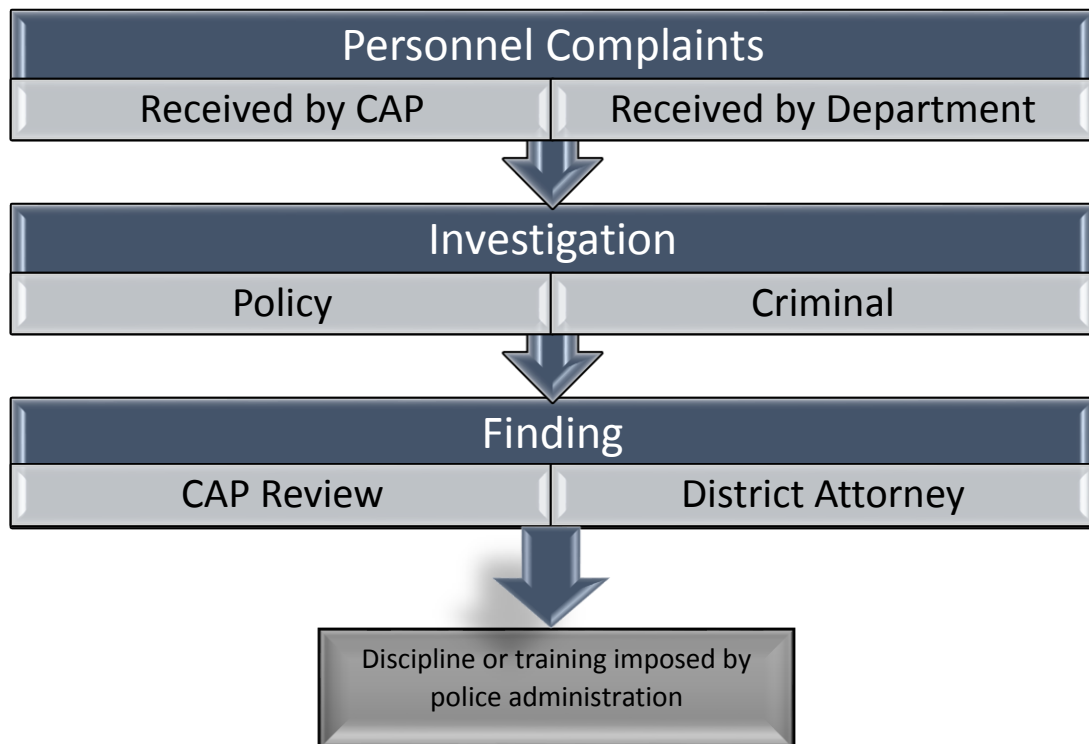 Personnel Complaints
Received by CAP
Received by Department
Investigation
Policy
Criminal
Finding
CAP Review
District Attorney
Discipline or training imposed by
police administration